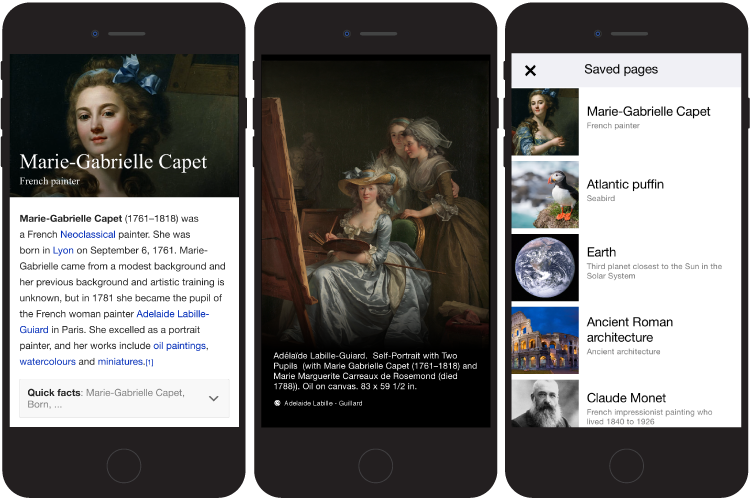 Marie-Gabrielle Capet
French painter
Marie-Gabrielle Capet (1761–1818) was
a French Neoclassical painter. She was
born in Lyon on September 6, 1761. Marie-
Gabrielle came from a modest background and
her previous background and artistic training is
unknown, but in 1781 she became the pupil of
the French woman painter Adelaide Labille-
Guiard in Paris. She excelled as a portrait
painter, and her works include oil paintings,
watercolours and miniatures.[1]
Quick facts: Marie-Gabrielle Capet,
Born, ...
Adélaïde Labille-Guiard. Self-Portrait with Two
Pupils (with Marie Gabrielle Capet (1761–1818) and
Marie Marguerite Carreaux de Rosemond (died
1788)). Oil on canvas. 83 x 59 1/2 in.
Adelaide Labille - Guillard
Saved pages
Marie-Gabrielle Capet
French painter
Atlantic puffin
Seabird
Earth
Third planet closest to the Sun in the
Solar System
Ancient Roman
architecture
Ancient architecture
Claude Monet
French impressionist painting who
lived 1840 to 1926